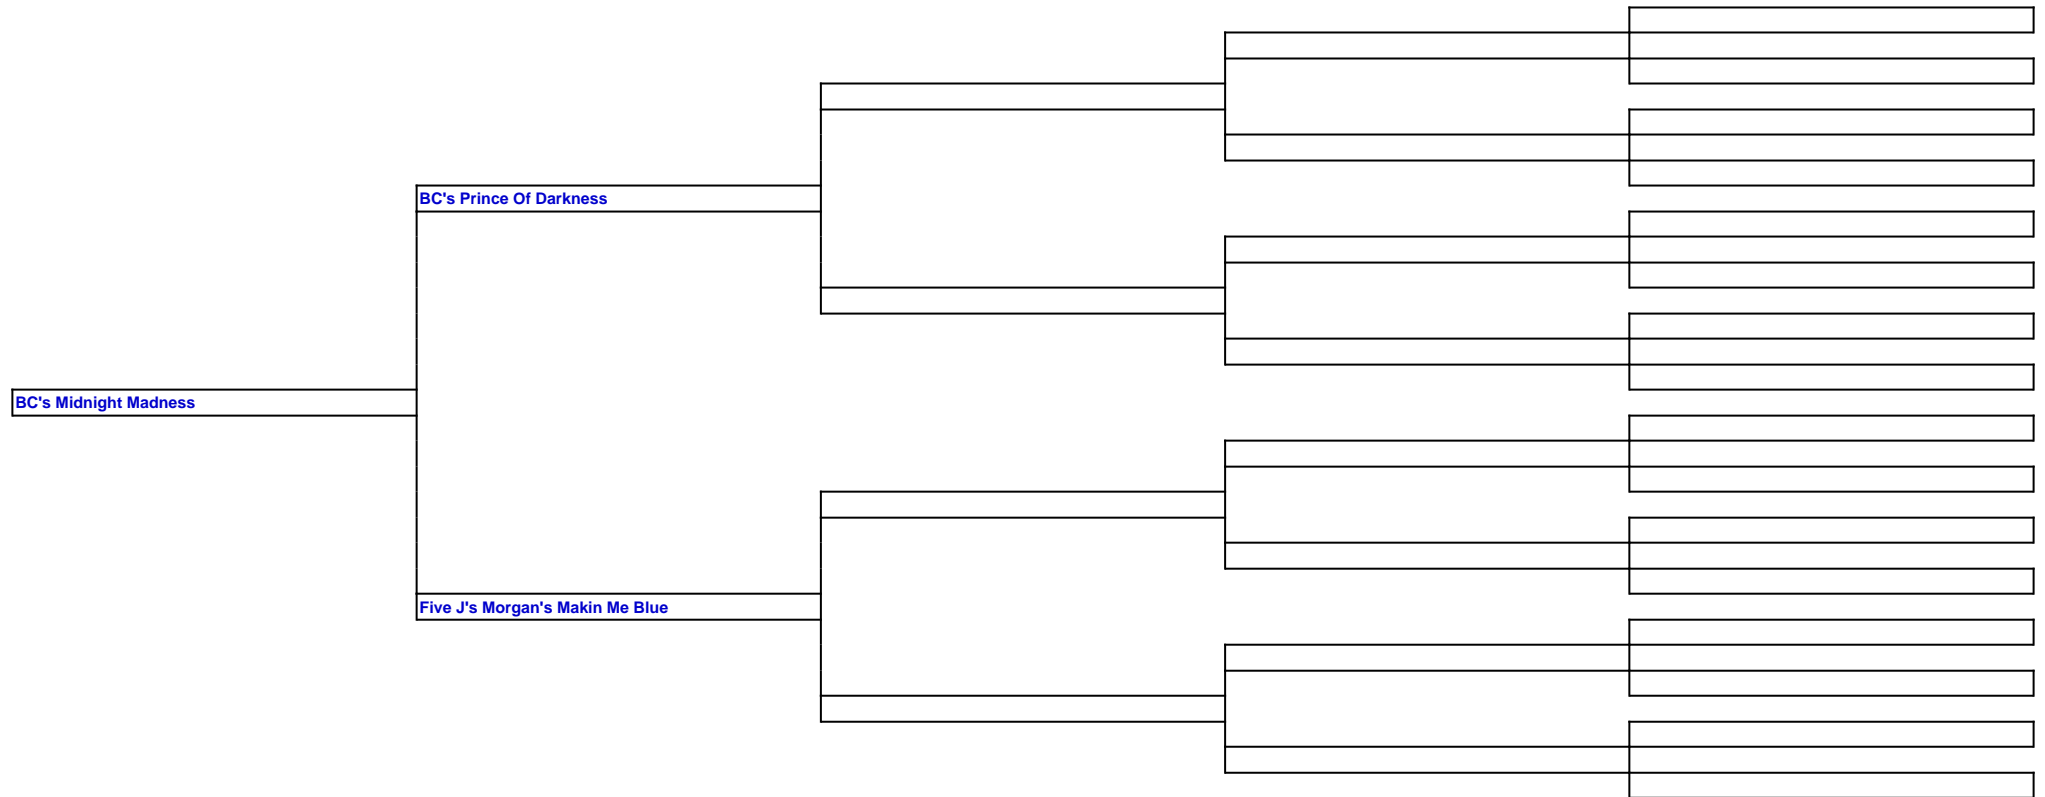 BC's Prince Of Darkness
BC's Midnight Madness
Five J's Morgan's Makin Me Blue